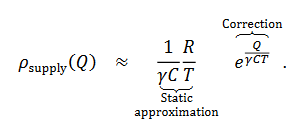 Correction
ρ_supply(Q) ≈ 1/(γC) R/T e^(Q/(γCT)) .
Static
approximation